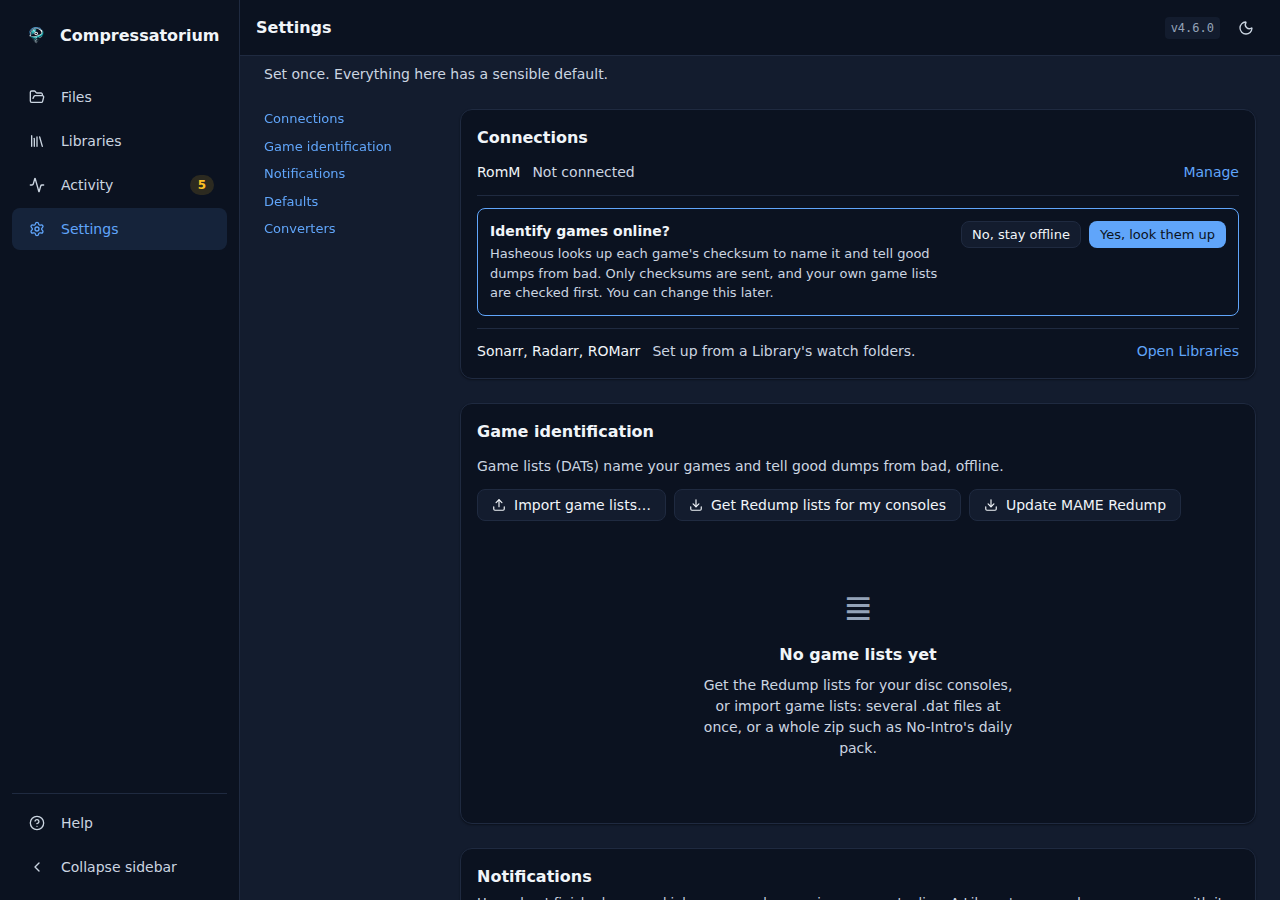 Compressatorium
Settings
v4.6.0
Files
Libraries
Activity
5
Settings
Help
Collapse sidebar
Set once. Everything here has a sensible default.
Connections
Game identification
Notifications
Defaults
Converters
Connections
RomM Not connected
Manage
Identify games online?
Hasheous looks up each game's checksum to name it and tell good
dumps from bad. Only checksums are sent, and your own game lists
are checked first. You can change this later.
No, stay offline
Yes, look them up
Sonarr, Radarr, ROMarr Set up from a Library's watch folders.
Open Libraries
Game identification
Game lists (DATs) name your games and tell good dumps from bad, offline.
Import game lists…
Get Redump lists for my consoles
Update MAME Redump
No game lists yet
Get the Redump lists for your disc consoles,
or import game lists: several .dat files at
once, or a whole zip such as No-Intro's daily
pack.
Notifications